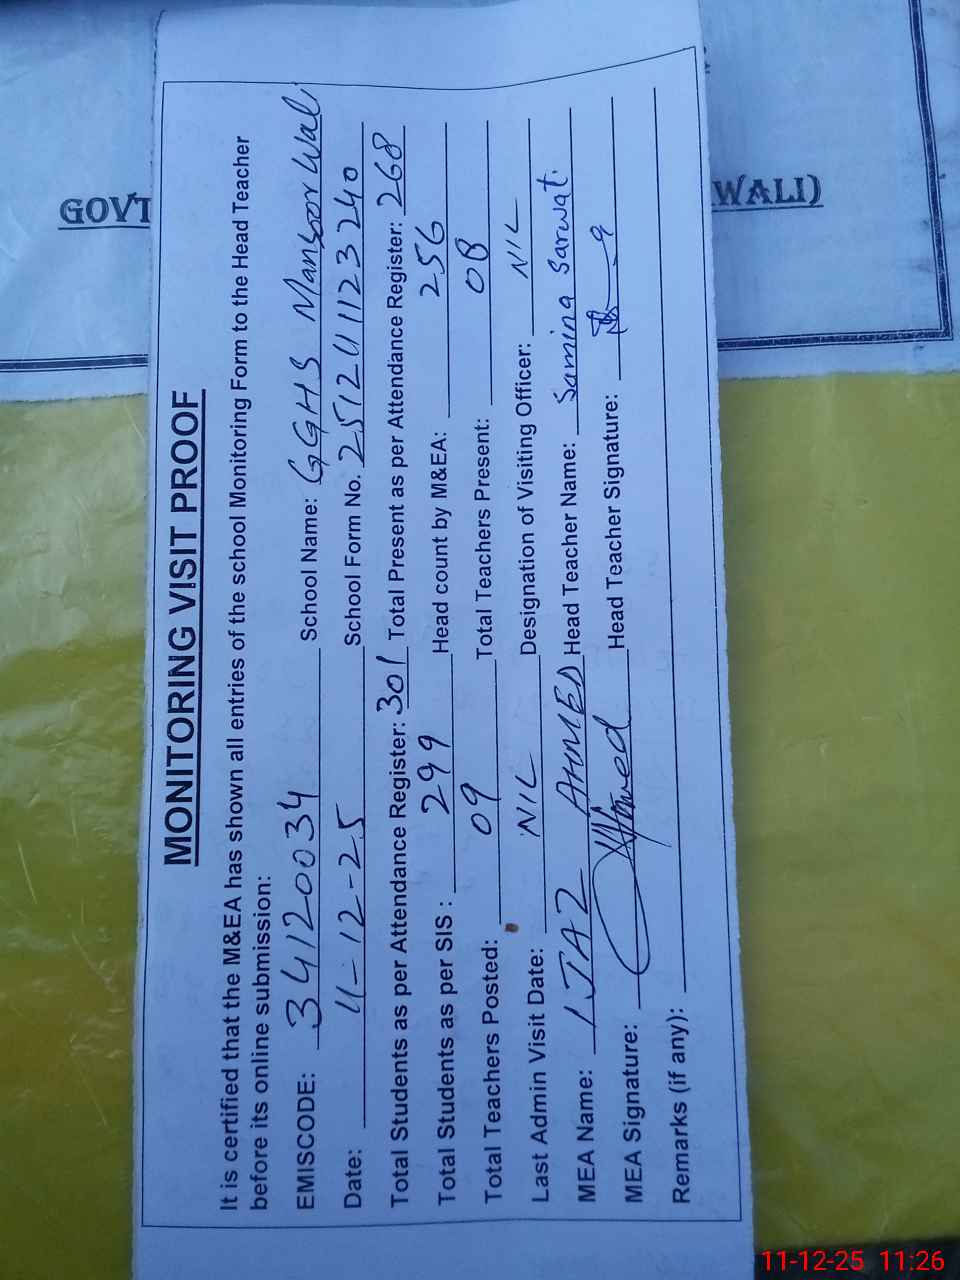 MONITORING VISIT PROOF
It is certified that the M&EA has shown all entries of the school Monitoring Form to the Head Teacher
before its online submission:
EMISCODE: 34120034 School Name: GGHS Mansoor Wali
Date: 11-12-25 School Form No. 251241123240
Total Students as per Attendance Register: 301 Total Present as per Attendance Register: 268
Total Students as per SIS : 299 Head count by M&EA: 256
Total Teachers Posted: 09 Total Teachers Present: 08
Last Admin Visit Date: NIL Designation of Visiting Officer: NIL
MEA Name: IJAZ AHMED Head Teacher Name: Samina Sarwat
MEA Signature: Ahmed Head Teacher Signature:
Remarks (if any):
GOVT
WALI)
11-12-25 11:26